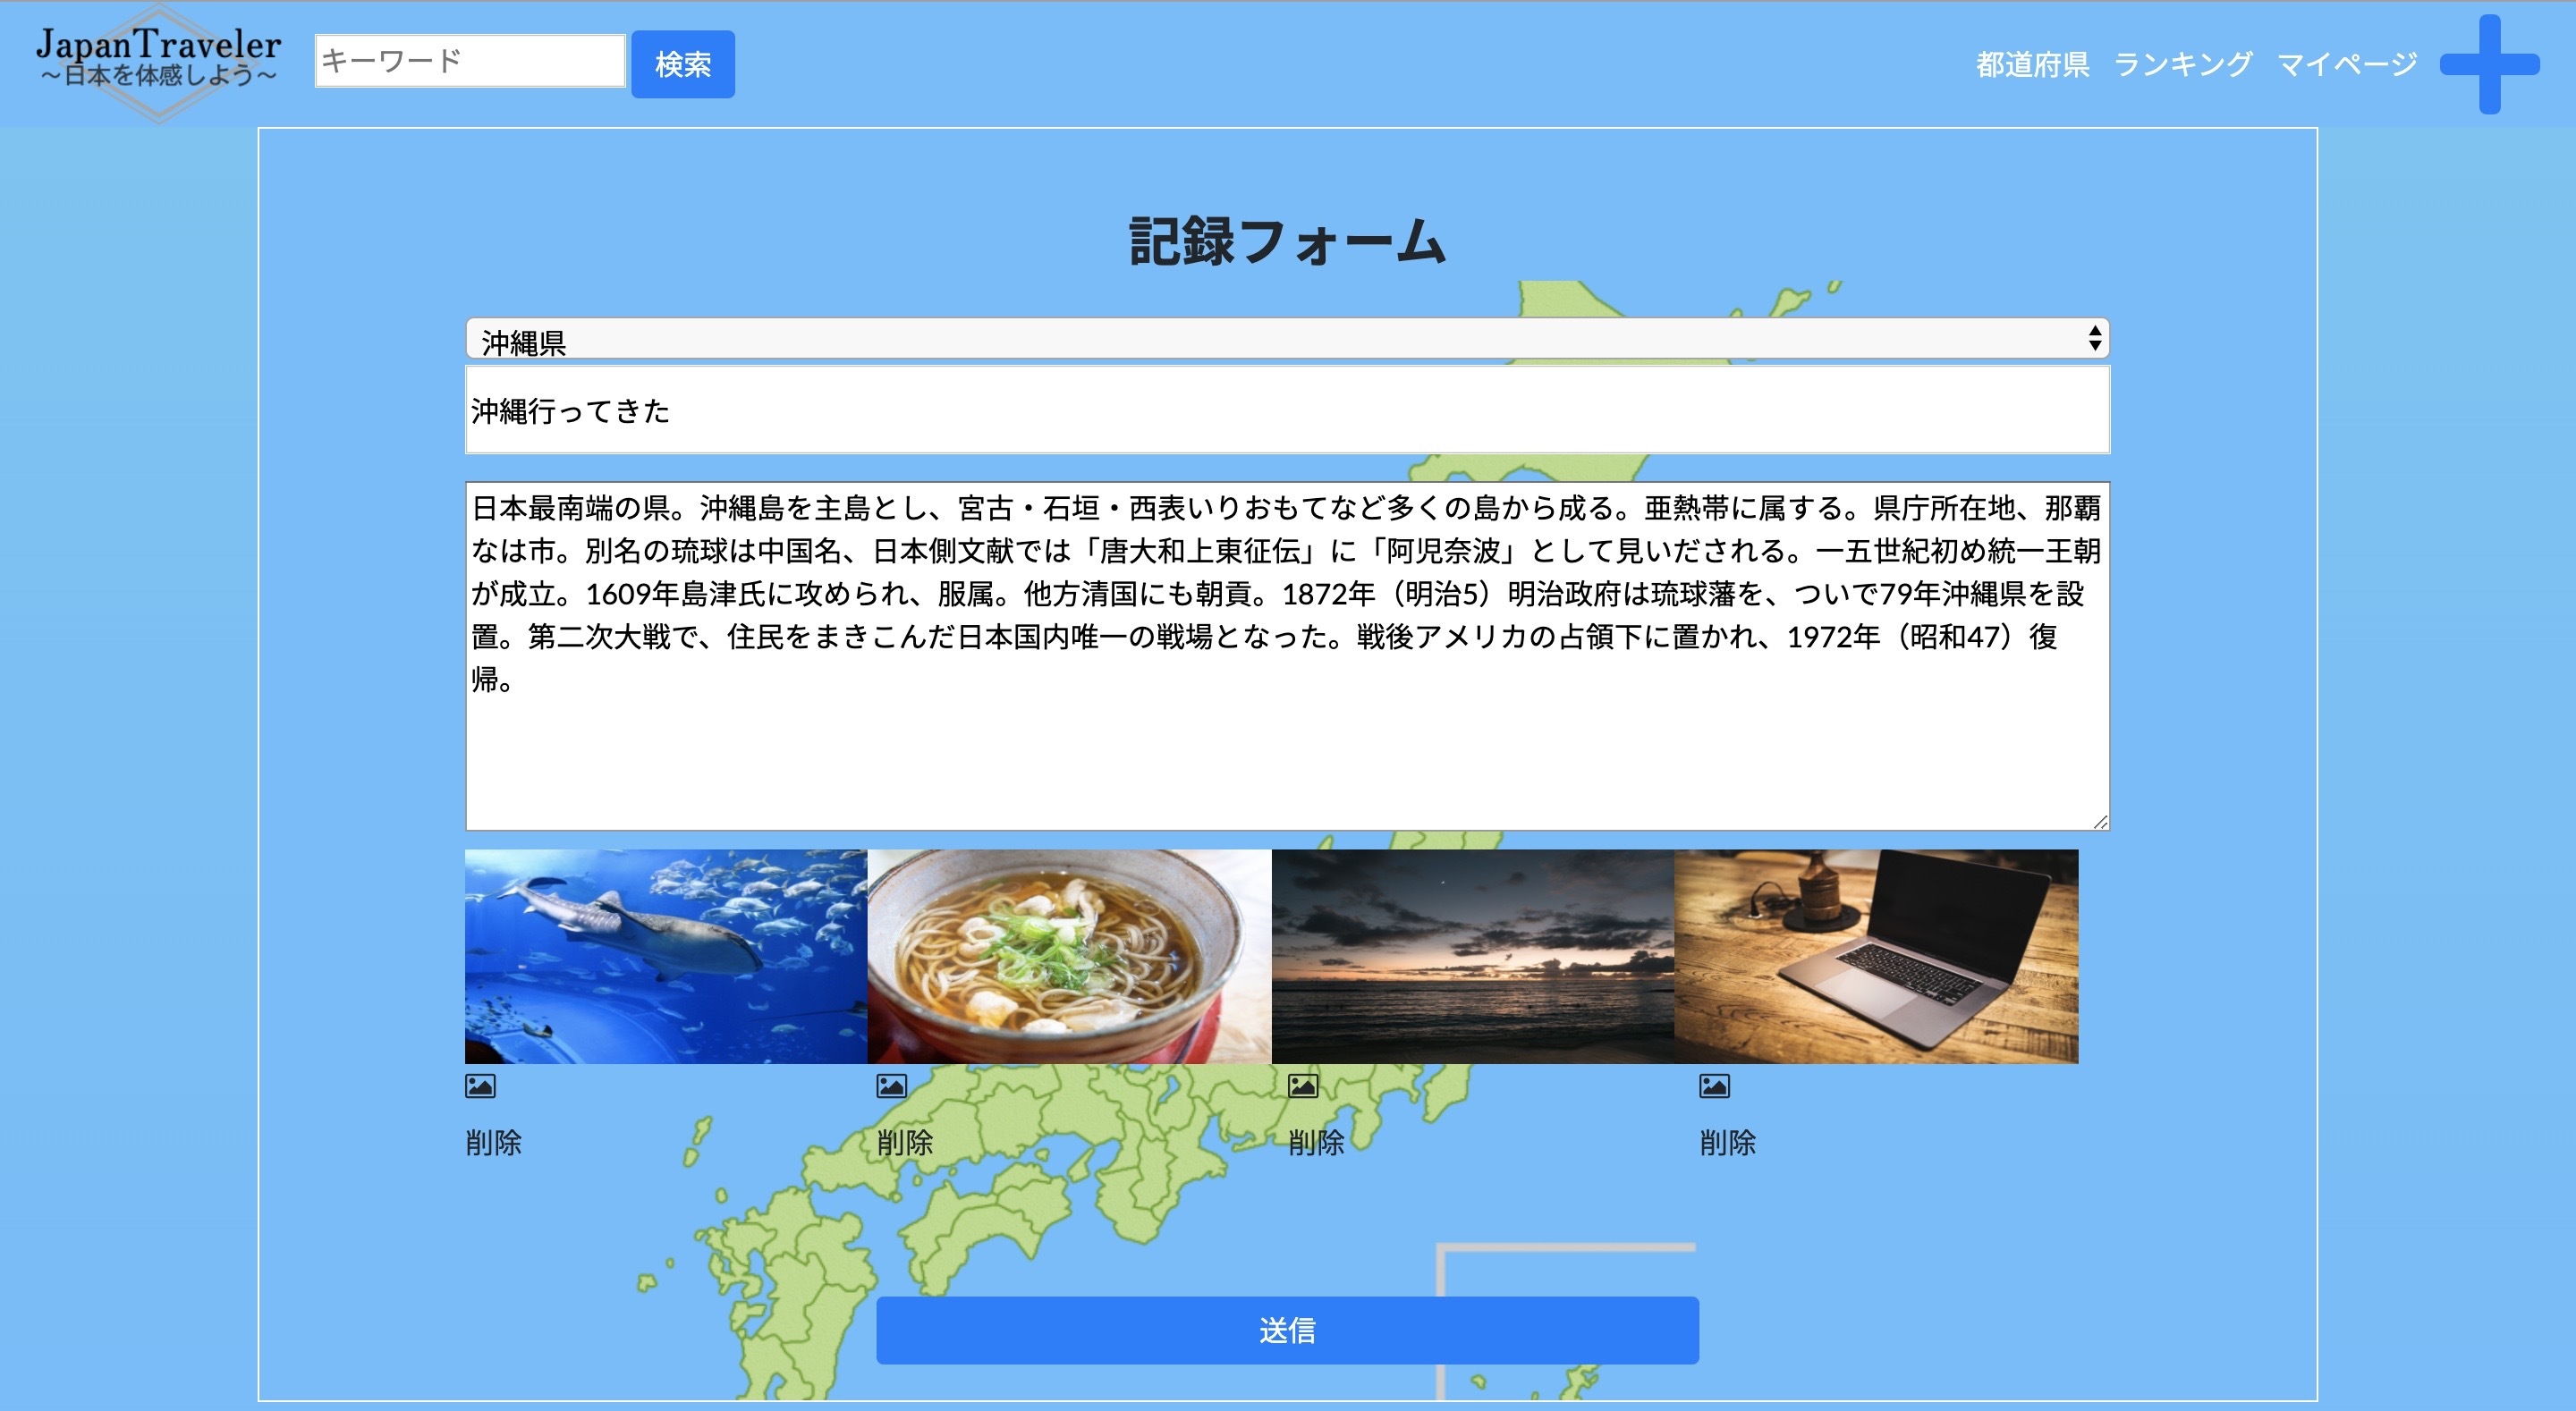 JapanTraveler
～日本を体感しよう～
キーワード
検索
都道府県 ランキング マイページ
記録フォーム
沖縄県
沖縄行ってきた
日本最南端の県。沖縄島を主島とし、宮古・石垣・西表いりおもてなど多くの島から成る。亜熱帯に属する。県庁所在地、那覇
なは市。別名の琉球は中国名、日本側文献では「唐大和上東征伝」に「阿児奈波」として見いだされる。一五世紀初め統一王朝
が成立。1609年島津氏に攻められ、服属。他方清国にも朝貢。1872年（明治5）明治政府は琉球藩を、ついで79年沖縄県を設
置。第二次大戦で、住民をまきこんだ日本国内唯一の戦場となった。戦後アメリカの占領下に置かれ、1972年（昭和47）復
帰。
削除 削除 削除 削除
送信